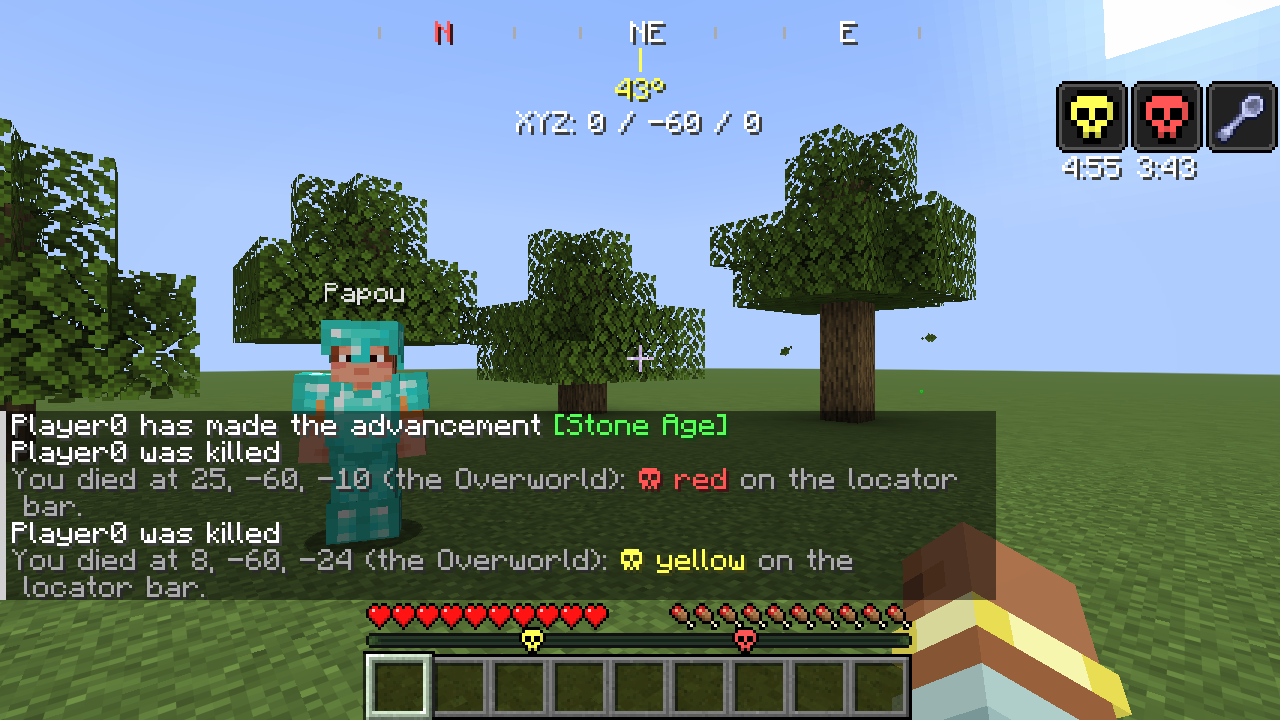 N NE E
43°
XYZ: 0 / -60 / 0
4:55 3:43
Papou
Player0 has made the advancement [Stone Age]
Player0 was killed
You died at 25, -60, -10 (the Overworld): red on the locator
bar.
Player0 was killed
You died at 8, -60, -24 (the Overworld): yellow on the
locator bar.